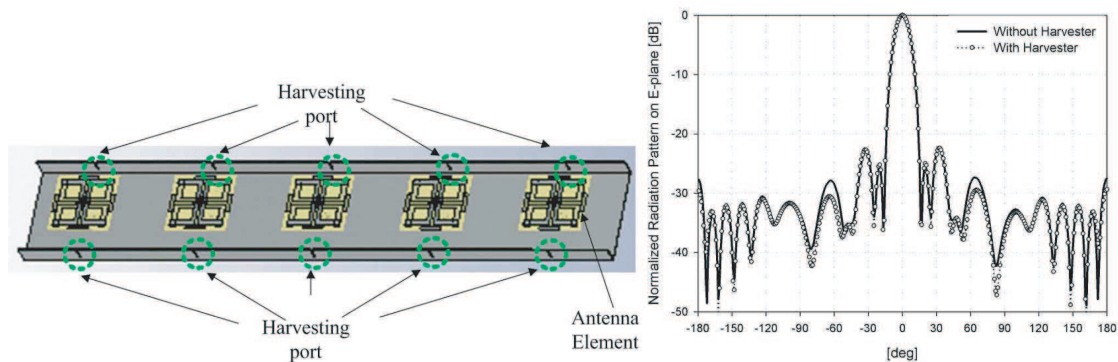 Harvesting
port
Harvesting
port
Antenna
Element
Normalized Radiation Pattern on E-plane [dB]
0
-10
-20
-30
-40
-50
Without Harvester
With Harvester
-180 -150 -120 -90 -60 -30 0 30 60 90 120 150 180
[deg]